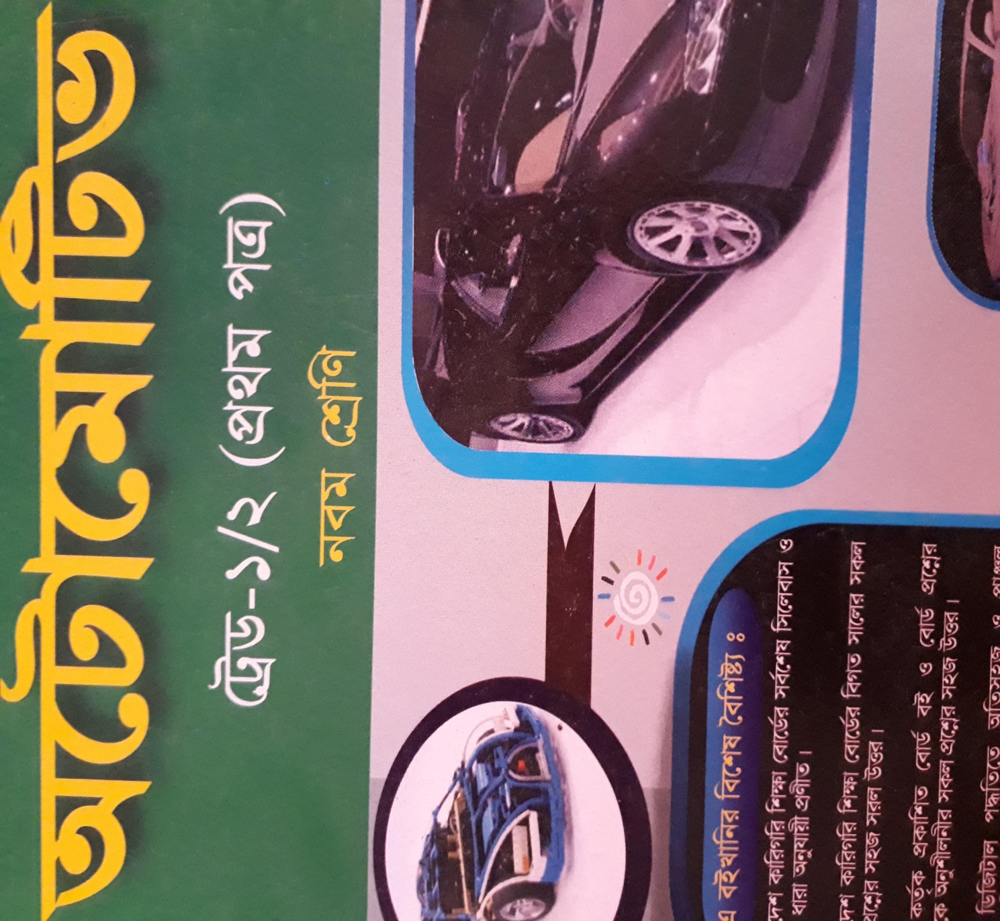 অটোমোটিভ
ট্রেড-১/২ (প্রথম পত্র)
নবম শ্রেণি
এ বইখানির বিশেষ বৈশিষ্ট্য ঃ
দেশ কারিগরি শিক্ষা বোর্ডের সর্বশেষ সিলেবাস ও
ধারা অনুযায়ী প্রণীত।
দেশ কারিগরি শিক্ষা বোর্ডের বিগত সালের সকল
প্রশ্নের সহজ সরল উত্তর।
কর্তৃক প্রকাশিত বোর্ড বই ও বোর্ড প্রশ্নের
ক অনুশীলনীর সকল প্রশ্নের সহজ উত্তর।
ডিজিটাল পদ্ধতিতে অতিসহজ ও